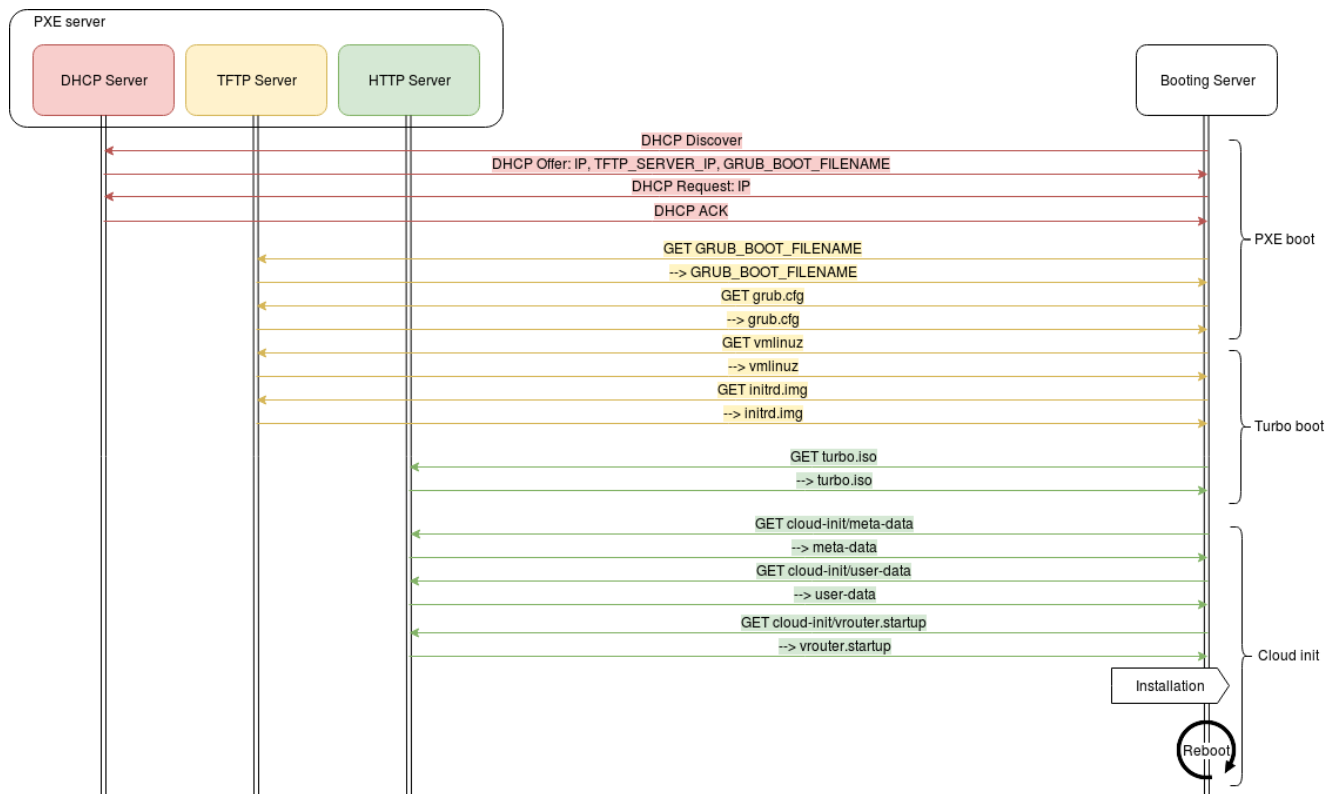 PXE server
DHCP Server
TFTP Server
HTTP Server
Booting Server
DHCP Discover
DHCP Offer: IP, TFTP_SERVER_IP, GRUB_BOOT_FILENAME
DHCP Request: IP
DHCP ACK
PXE boot
GET GRUB_BOOT_FILENAME
--> GRUB_BOOT_FILENAME
GET grub.cfg
--> grub.cfg
GET vmlinuz
--> vmlinuz
GET initrd.img
--> initrd.img
Turbo boot
GET turbo.iso
--> turbo.iso
GET cloud-init/meta-data
--> meta-data
GET cloud-init/user-data
--> user-data
GET cloud-init/vrouter.startup
--> vrouter.startup
Cloud init
Installation
Reboot